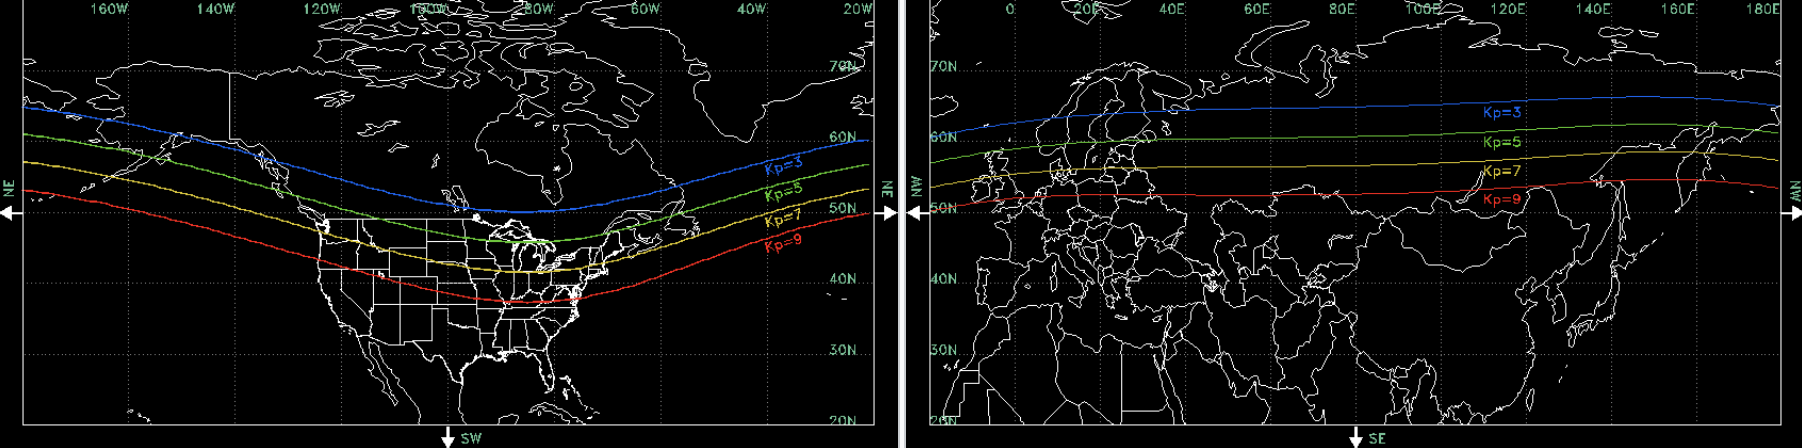 160W 140W 120W 100W 80W 60W 40W 20W
70N
60N
50N
40N
30N
20N
Kp=3
Kp=5
Kp=7
Kp=9
NE
NE
SW
0 20E 40E 60E 80E 100E 120E 140E 160E 180E
70N
60N
50N
40N
30N
20N
Kp=3
Kp=5
Kp=7
Kp=9
NW
NW
SE